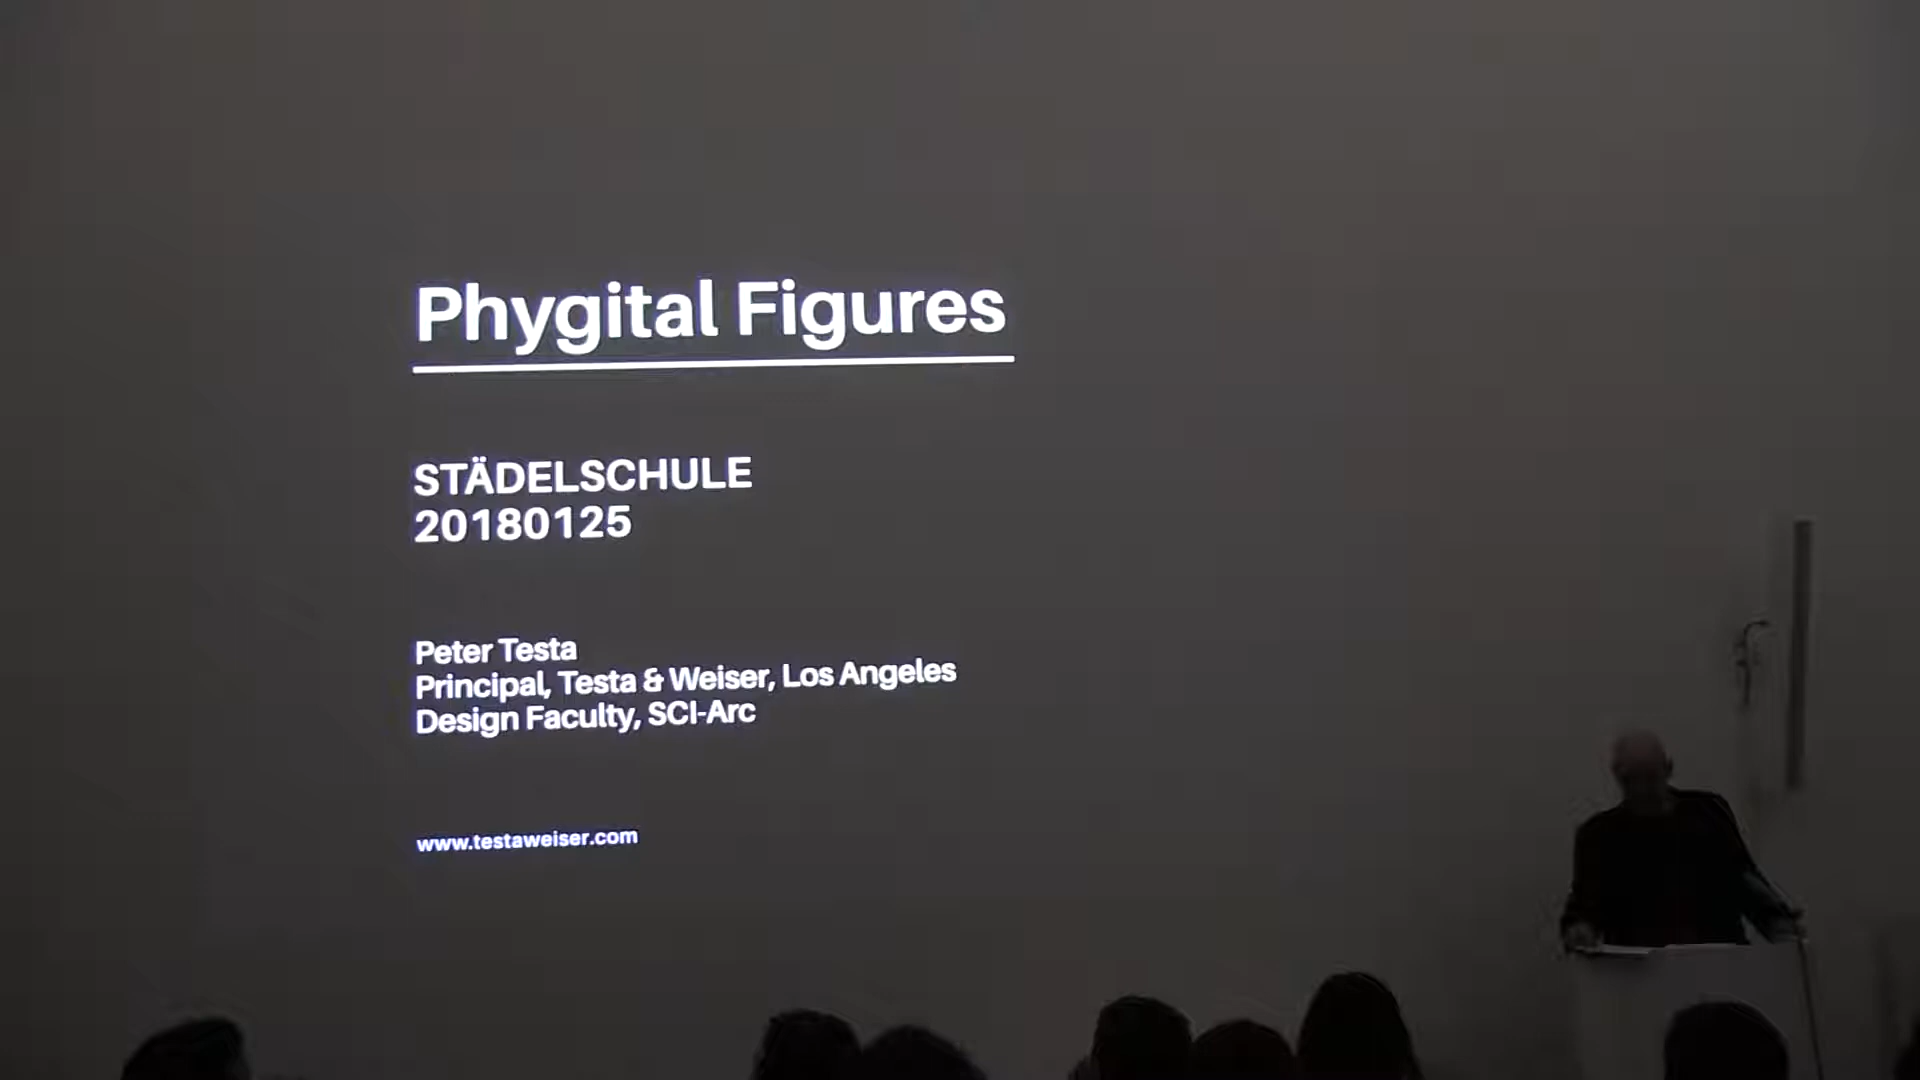 Phygital Figures
STÄDELSCHULE
20180125
Peter Testa
Principal, Testa & Weiser, Los Angeles
Design Faculty, SCI-Arc
www.testaweiser.com